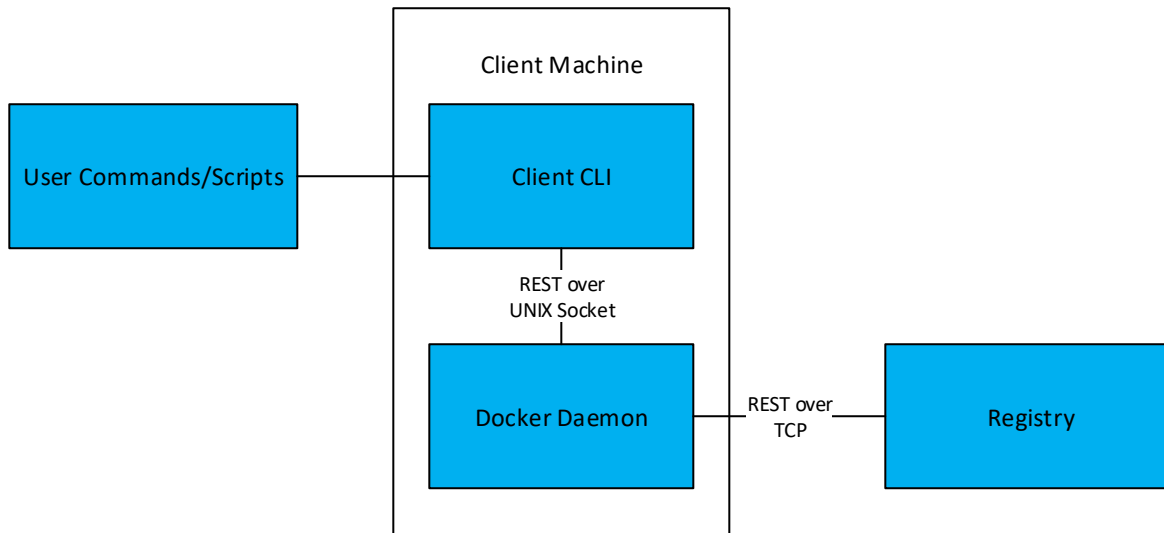 Client Machine
User Commands/Scripts
Client CLI
REST over
UNIX Socket
Docker Daemon
REST over
TCP
Registry